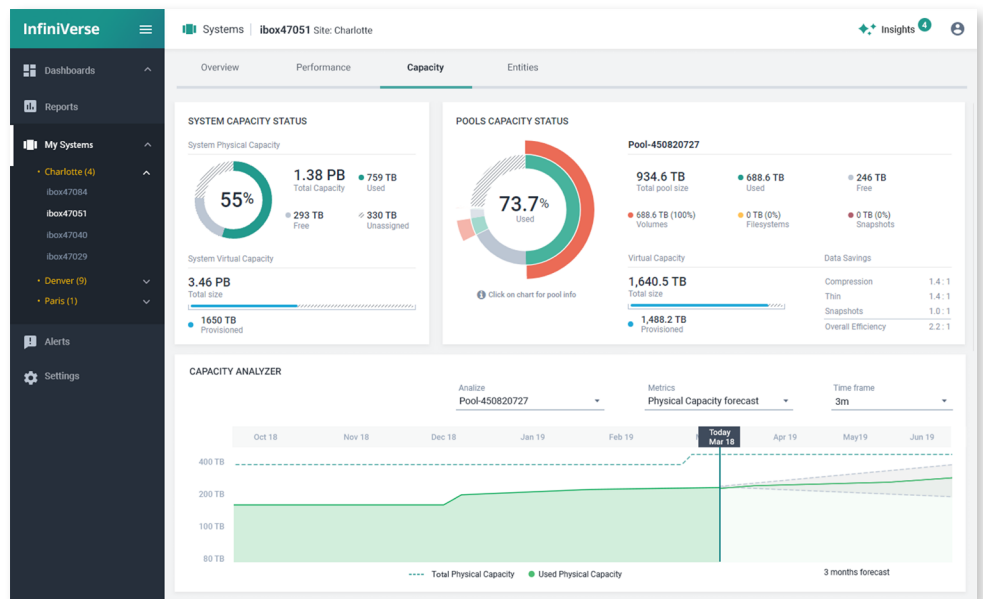 InfiniVerse
Systems
ibox47051 Site: Charlotte
Insights
4
Dashboards
Reports
My Systems
Charlotte (4)
ibox47084
ibox47051
ibox47040
ibox47029
Denver (9)
Paris (1)
Alerts
Settings
Overview
Performance
Capacity
Entities
SYSTEM CAPACITY STATUS
System Physical Capacity
55%
1.38 PB
Total Capacity
759 TB
Used
293 TB
Free
330 TB
Unassigned
System Virtual Capacity
3.46 PB
Total size
1650 TB
Provisioned
POOLS CAPACITY STATUS
73.7%
Used
Click on chart for pool info
Pool-450820727
934.6 TB
Total pool size
688.6 TB
Used
246 TB
Free
688.6 TB (100%)
Volumes
0 TB (0%)
Filesystems
0 TB (0%)
Snapshots
Virtual Capacity
1,640.5 TB
Total size
1,488.2 TB
Provisioned
Data Savings
Compression 1.4 : 1
Thin 1.4 : 1
Snapshots 1.0 : 1
Overall Efficiency 2.2 : 1
CAPACITY ANALYZER
Analize
Pool-450820727
Metrics
Physical Capacity forecast
Time frame
3m
Oct 18 Nov 18 Dec 18 Jan 19 Feb 19 Apr 19 May19 Jun 19
Today
Mar 18
400 TB
200 TB
100 TB
80 TB
Total Physical Capacity
Used Physical Capacity
3 months forecast